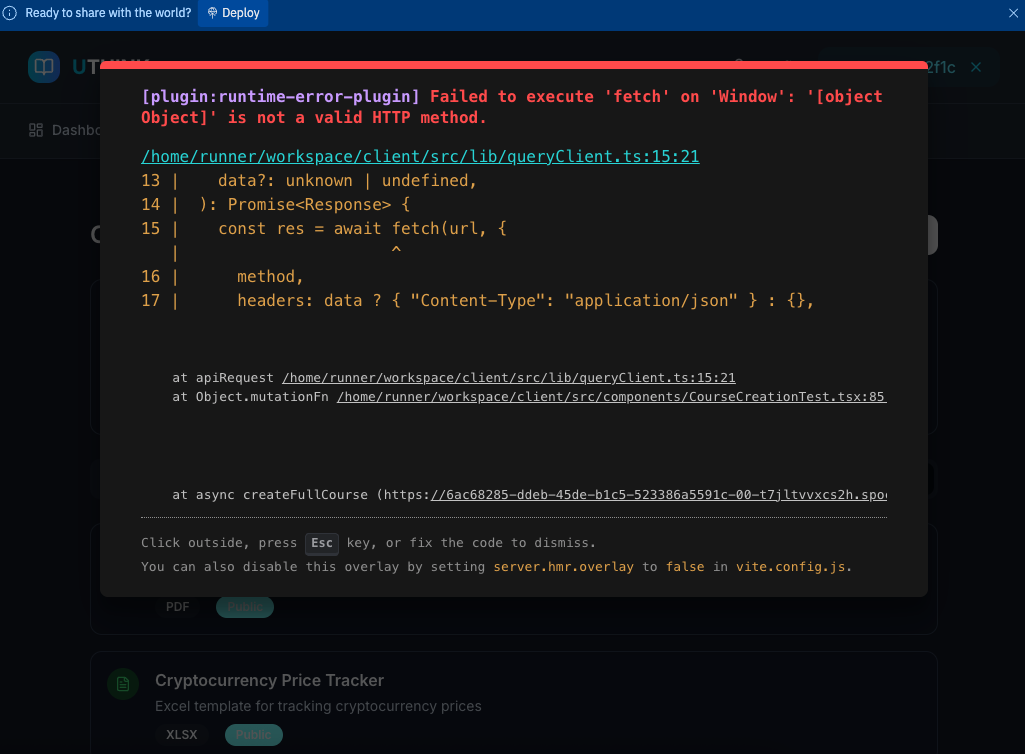 Ready to share with the world? Deploy
2f1c
Dashbo
[plugin:runtime-error-plugin] Failed to execute 'fetch' on 'Window': '[object
Object]' is not a valid HTTP method.
/home/runner/workspace/client/src/lib/queryClient.ts:15:21
13 |    data?: unknown | undefined,
14 |  ): Promise<Response> {
15 |    const res = await fetch(url, {
   |                      ^
16 |      method,
17 |      headers: data ? { "Content-Type": "application/json" } : {},
at apiRequest /home/runner/workspace/client/src/lib/queryClient.ts:15:21
at Object.mutationFn /home/runner/workspace/client/src/components/CourseCreationTest.tsx:85
at async createFullCourse (https://6ac68285-ddeb-45de-b1c5-523386a5591c-00-t7jltvvxcs2h.spoc
Click outside, press Esc key, or fix the code to dismiss.
You can also disable this overlay by setting server.hmr.overlay to false in vite.config.js.
PDF Public
Cryptocurrency Price Tracker
Excel template for tracking cryptocurrency prices
XLSX Public